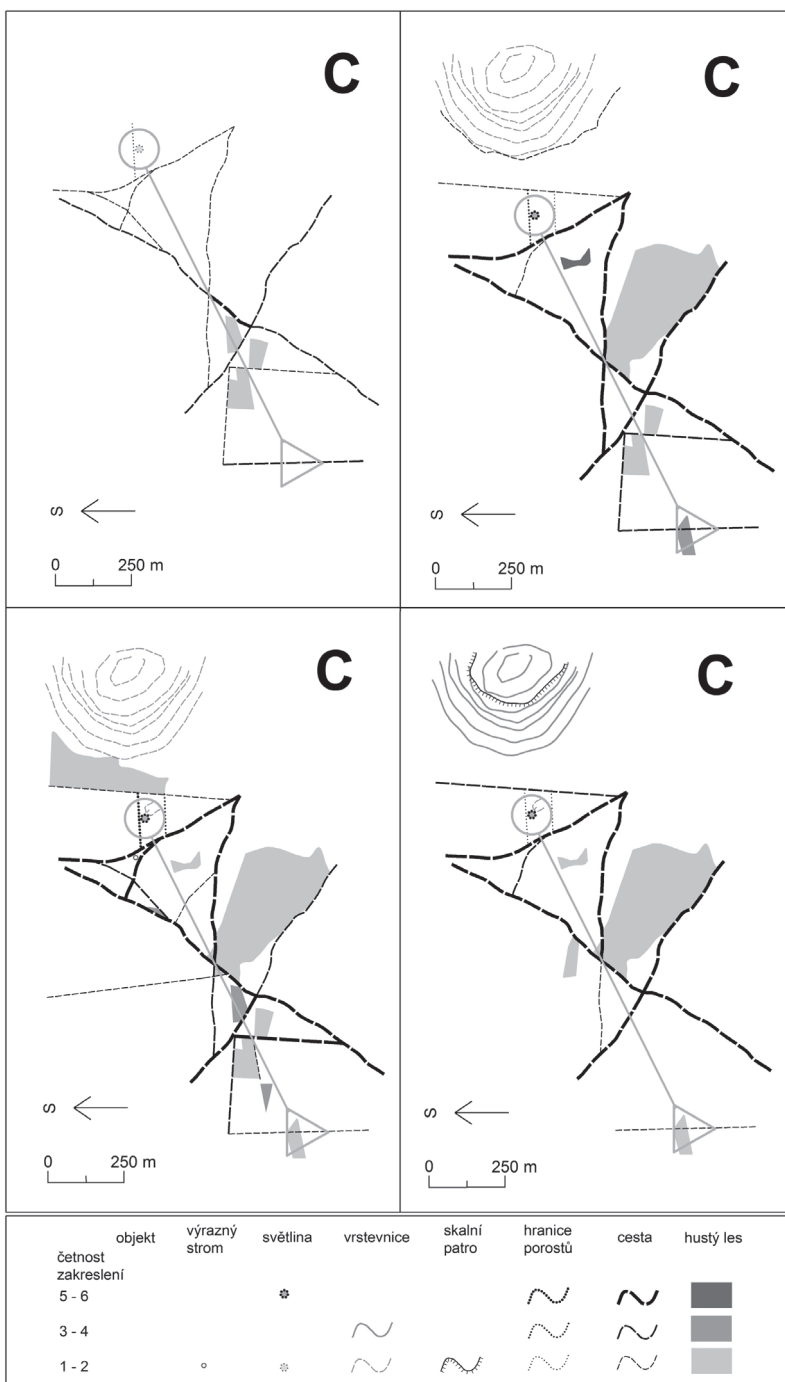 C
S
0 250 m
C
S
0 250 m
C
S
0 250 m
C
S
0 250 m
objekt výrazný strom světlina vrstevnice skalní patro hranice porostů cesta hustý les
četnost zakreslení
5 - 6
3 - 4
1 - 2